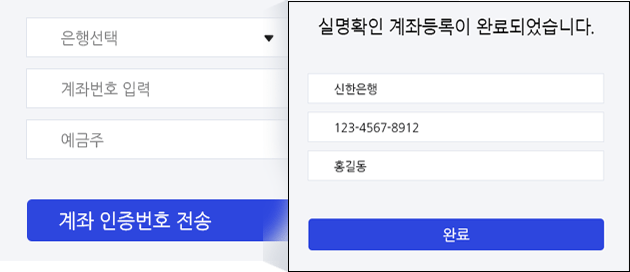 은행선택
계좌번호 입력
예금주
계좌 인증번호 전송
실명확인 계좌등록이 완료되었습니다.
신한은행
123-4567-8912
홍길동
완료